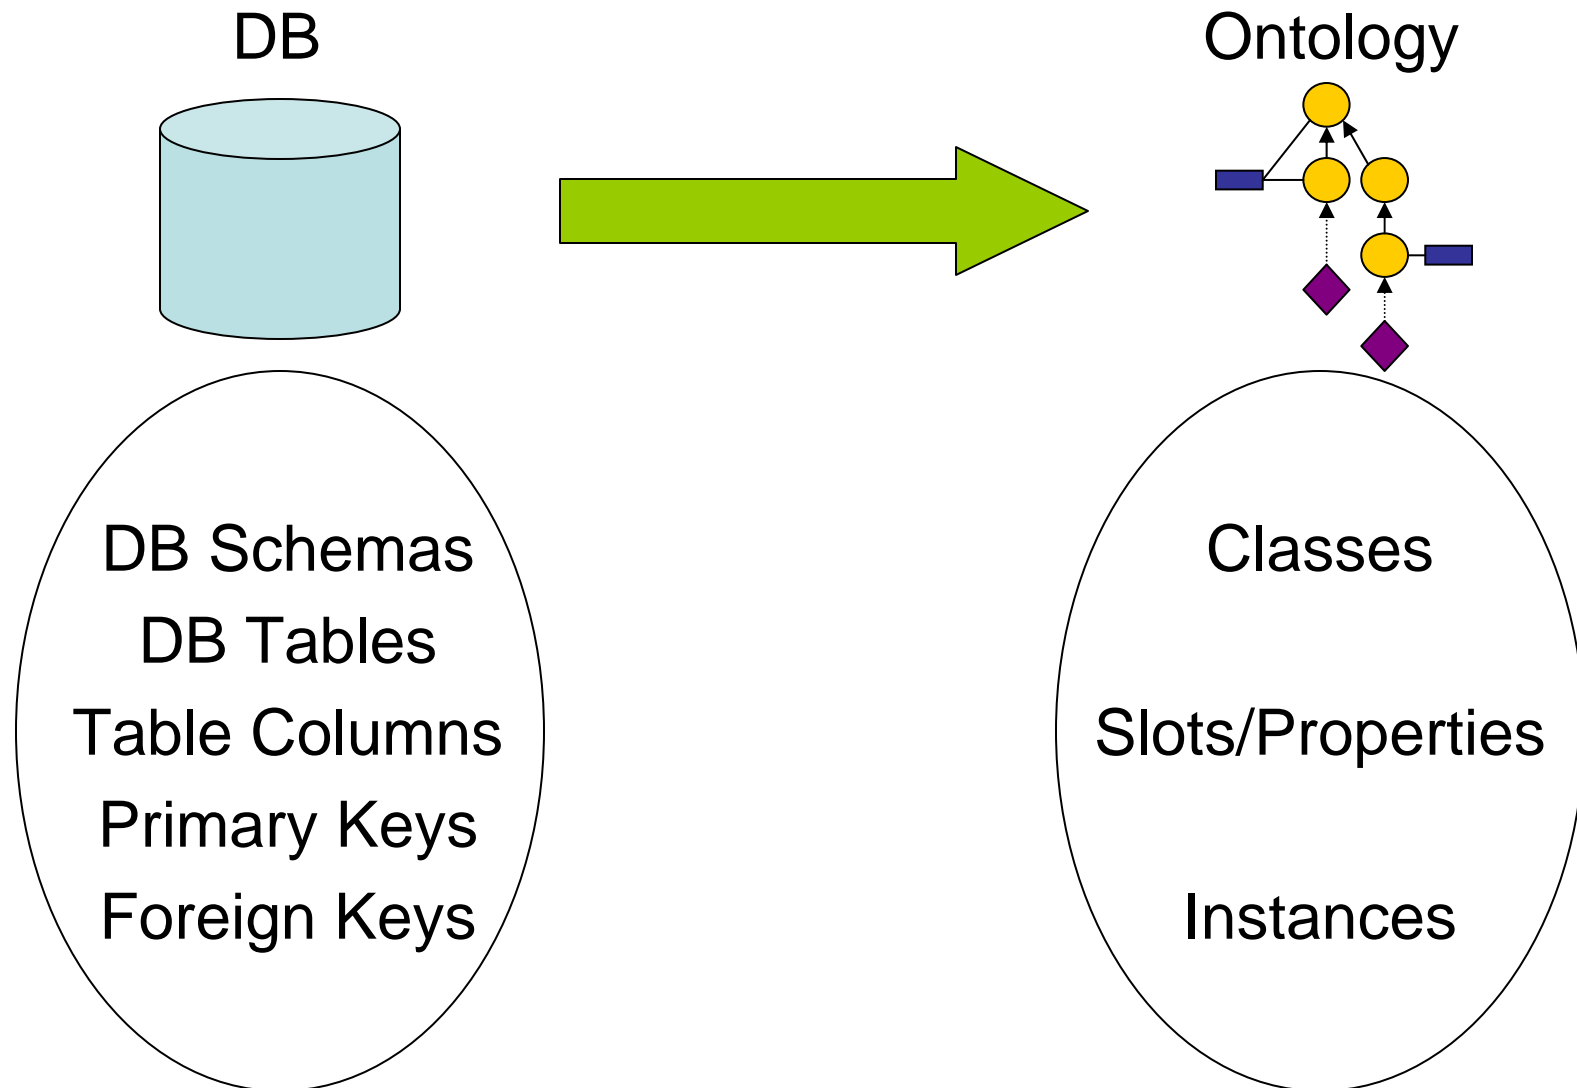 DB
Ontology
DB Schemas
DB Tables
Table Columns
Primary Keys
Foreign Keys
Classes
Slots/Properties
Instances